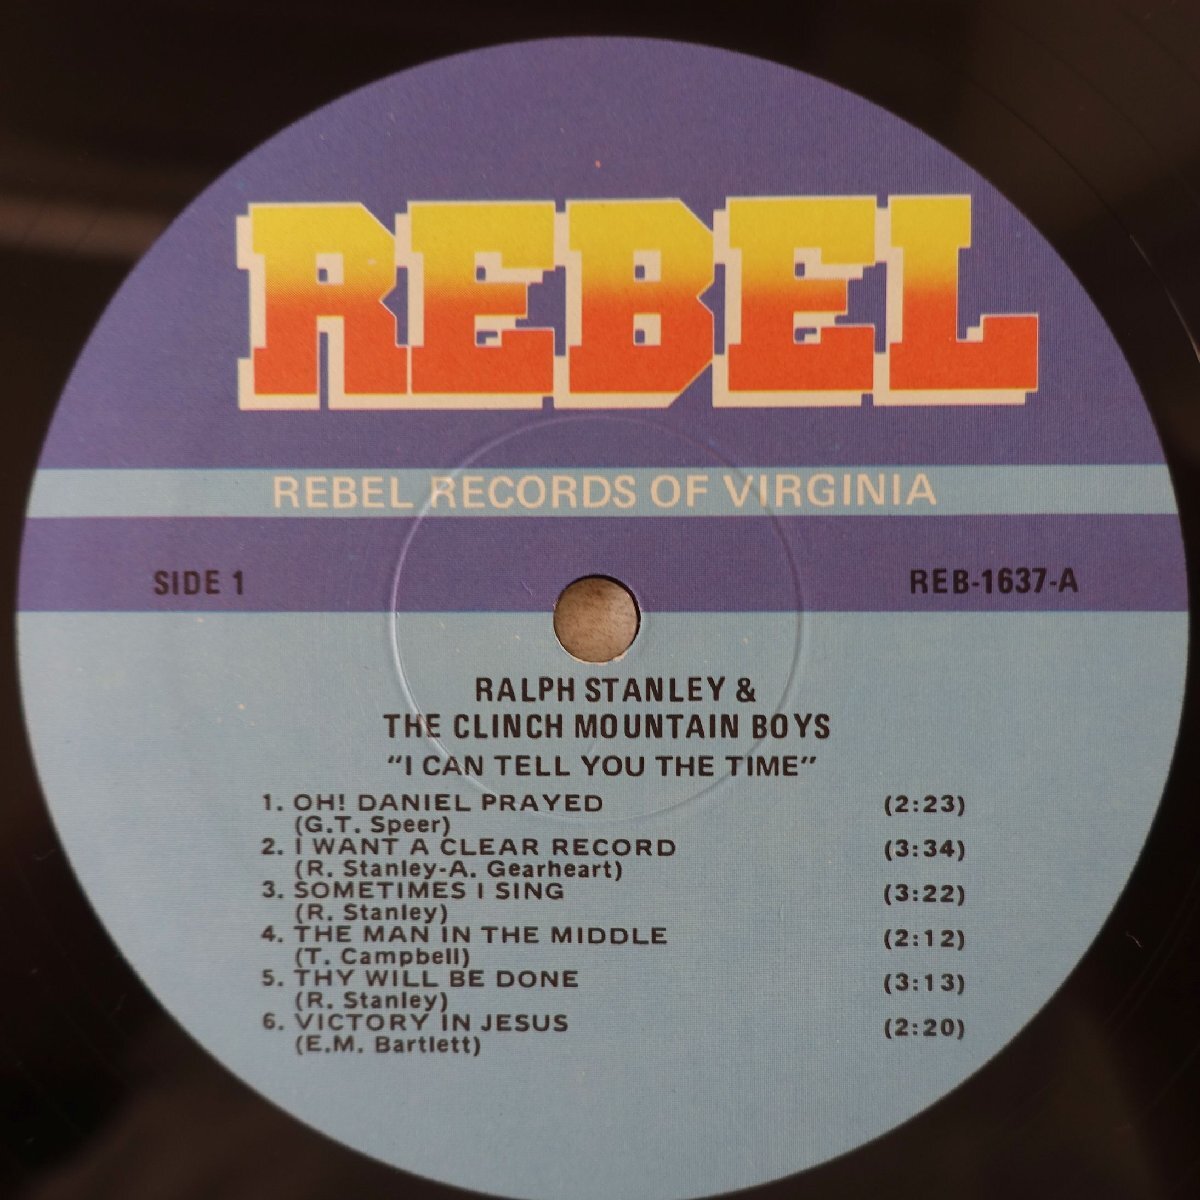 REBEL
REBEL RECORDS OF VIRGINIA
SIDE 1 REB-1637-A
RALPH STANLEY &
THE CLINCH MOUNTAIN BOYS
"I CAN TELL YOU THE TIME"
1. OH! DANIEL PRAYED (2:23)
(G.T. Speer)
2. I WANT A CLEAR RECORD (3:34)
(R. Stanley-A. Gearheart)
3. SOMETIMES I SING (3:22)
(R. Stanley)
4. THE MAN IN THE MIDDLE (2:12)
(T. Campbell)
5. THY WILL BE DONE (3:13)
(R. Stanley)
6. VICTORY IN JESUS (2:20)
(E.M. Bartlett)